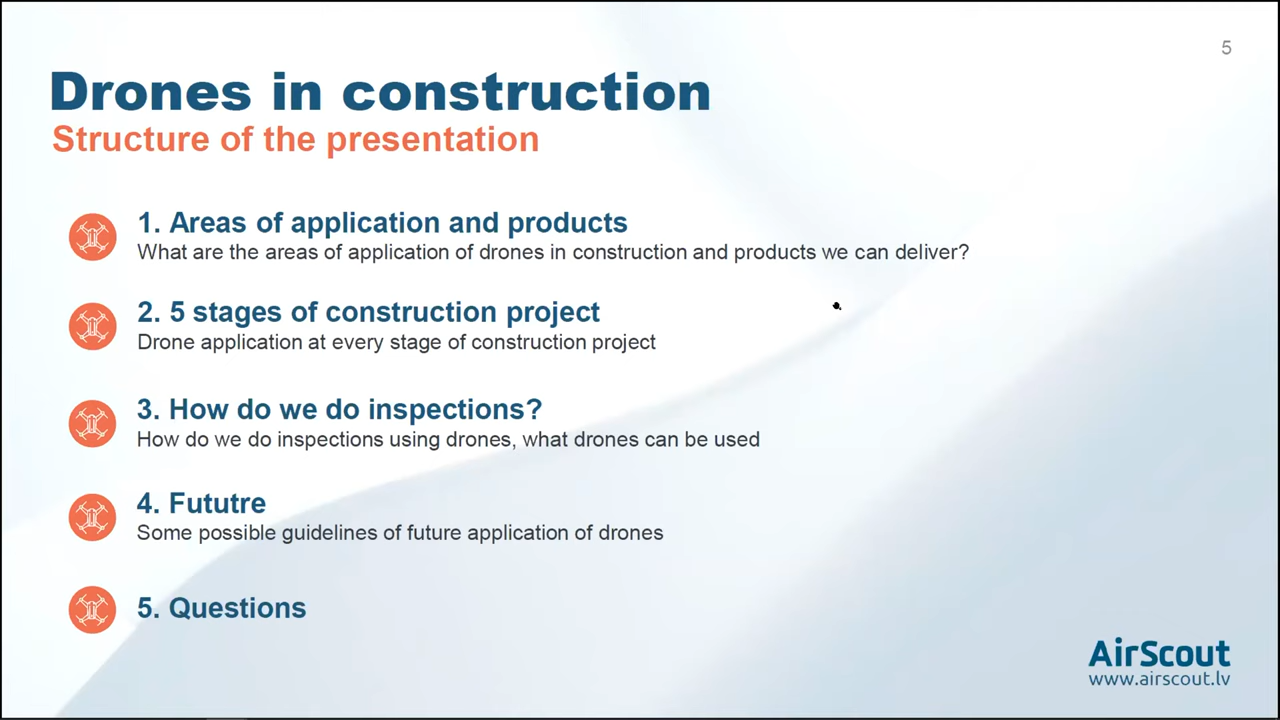 5
Drones in construction
Structure of the presentation
1. Areas of application and products
What are the areas of application of drones in construction and products we can deliver?
2. 5 stages of construction project
Drone application at every stage of construction project
3. How do we do inspections?
How do we do inspections using drones, what drones can be used
4. Fututre
Some possible guidelines of future application of drones
5. Questions
AirScout
www.airscout.lv